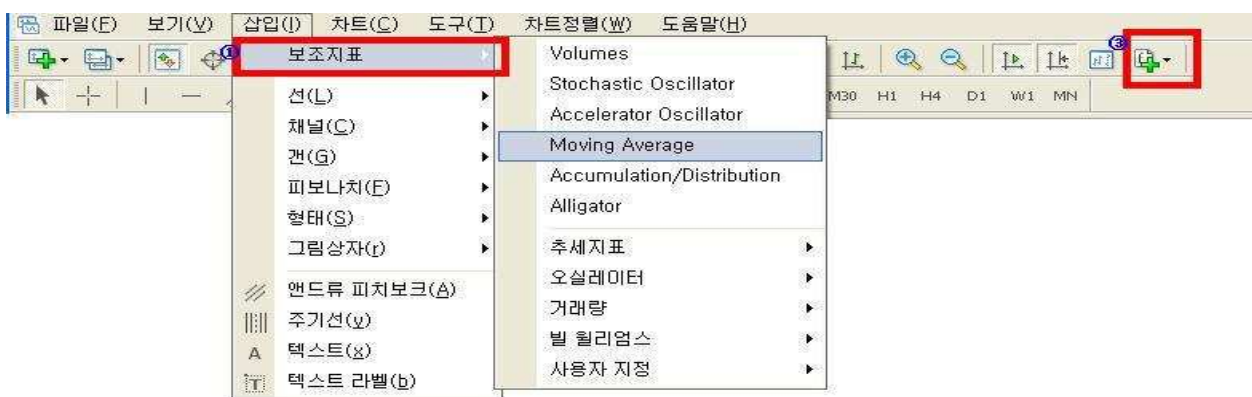 파일(F) 보기(V) 삽입(I) 차트(C) 도구(T) 차트정렬(W) 도움말(H)
① 보조지표
③
M30 H1 H4 D1 W1 MN
선(L)
채널(C)
갠(G)
피보나치(F)
형태(S)
그림상자(r)
앤드류 피치보크(A)
주기선(y)
A 텍스트(x)
T 텍스트 라벨(b)
Volumes
Stochastic Oscillator
Accelerator Oscillator
Moving Average
Accumulation/Distribution
Alligator
추세지표
오실레이터
거래량
빌 윌리엄스
사용자 지정